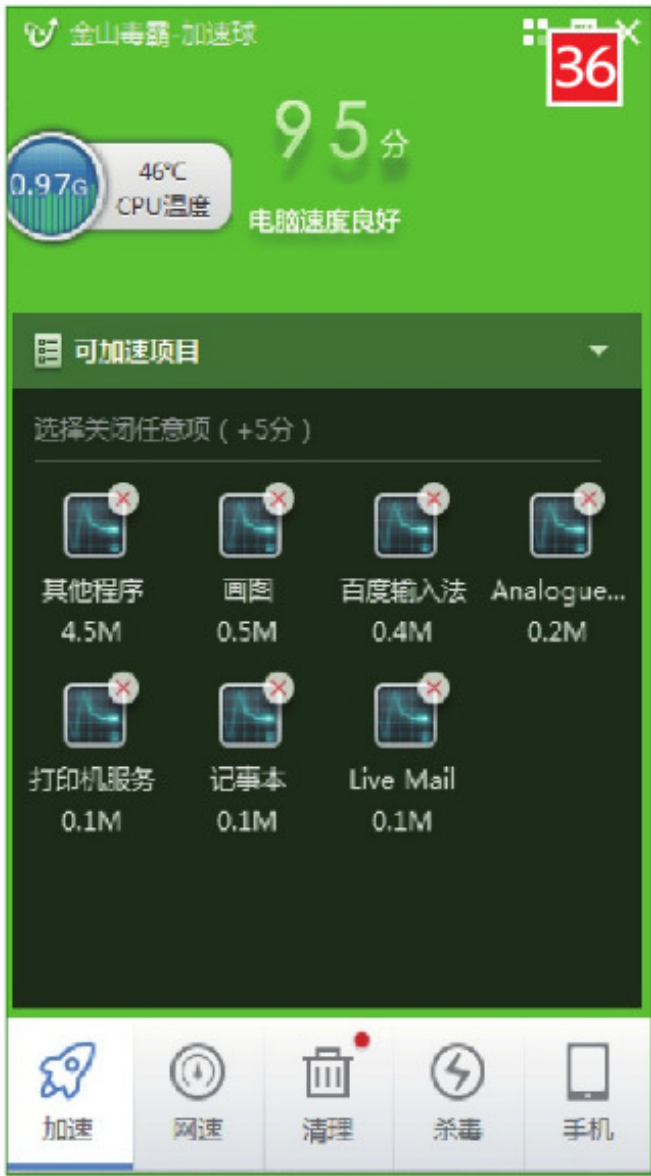 金山毒霸-加速球
36
95分
0.97G
46℃
CPU温度
电脑速度良好
可加速项目
选择关闭任意项（+5分）
其他程序 画图 百度输入法 Analogue...
4.5M 0.5M 0.4M 0.2M
打印机服务 记事本 Live Mail
0.1M 0.1M 0.1M
加速 网速 清理 杀毒 手机